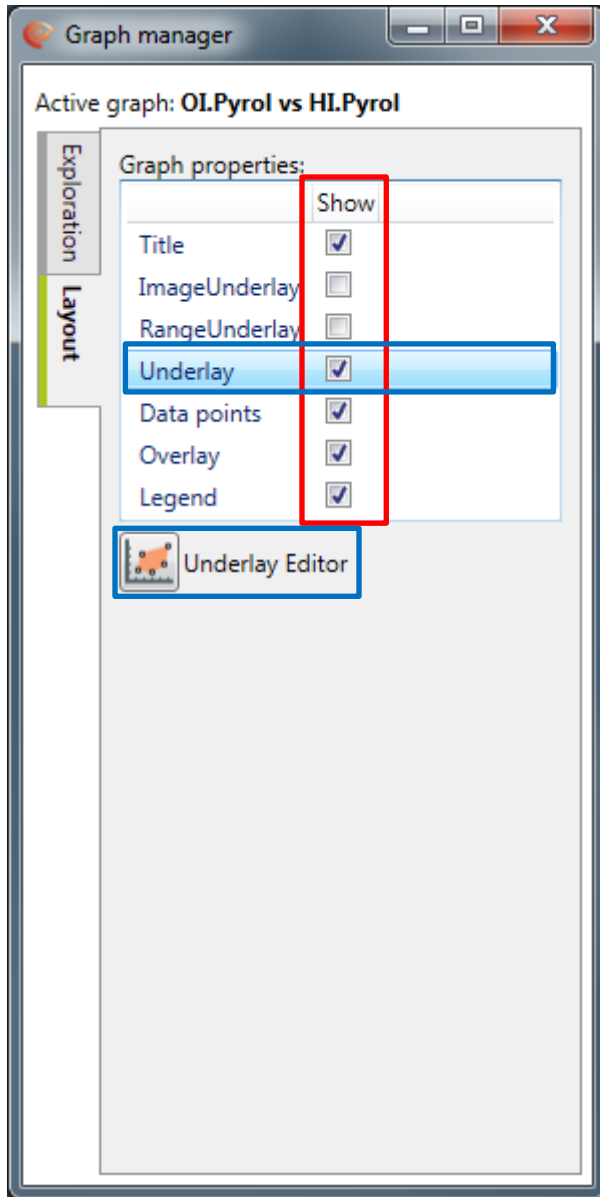 Graph manager
Active graph: OI.Pyrol vs HI.Pyrol
Exploration
Layout
Graph properties:
Show
Title
ImageUnderlay
RangeUnderlay
Underlay
Data points
Overlay
Legend
Underlay Editor